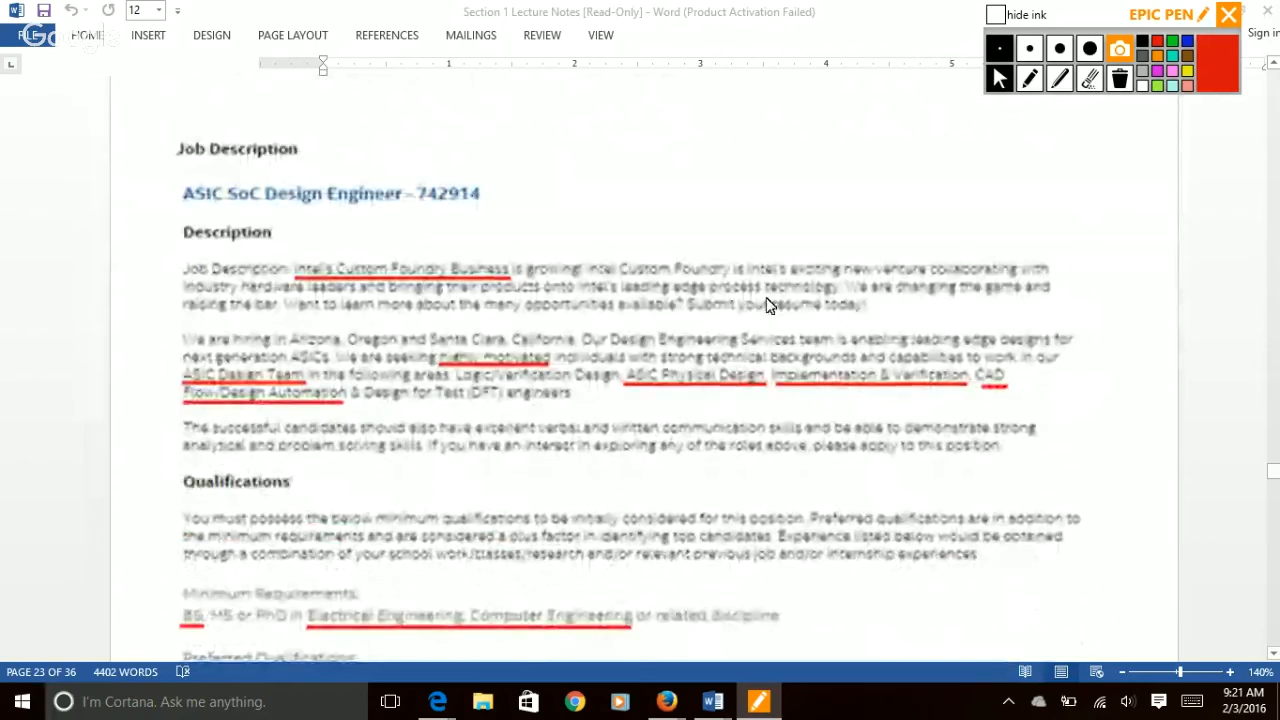 12
Section 1 Lecture Notes [Read-Only] - Word (Product Activation Failed)
hide ink
EPIC PEN
Sign in
FILE HOME INSERT DESIGN PAGE LAYOUT REFERENCES MAILINGS REVIEW VIEW
1 2 3 4 5
Job Description
ASIC SoC Design Engineer - 742914
Description
Job Description: Intel's Custom Foundry Business is growing! Intel Custom Foundry is Intel's exciting new venture collaborating with
industry hardware leaders and bringing their products onto Intel's leading edge process technology. We are changing the game and
raising the bar. Want to learn more about the many opportunities available? Submit your resume today!
We are hiring in Arizona, Oregon and Santa Clara, California. Our Design Engineering Services team is enabling leading edge designs for
next generation ASICs. We are seeking highly motivated individuals with strong technical backgrounds and capabilities to work in our
ASIC Design Team in the following areas: Logic/Verification Design, ASIC Physical Design, Implementation & Verification, CAD
Flow/Design Automation & Design for Test (DFT) engineers
The successful candidates should also have excellent verbal and written communication skills and be able to demonstrate strong
analytical and problem solving skills. If you have an interest in exploring any of the roles above, please apply to this position.
Qualifications
You must possess the below minimum qualifications to be initially considered for this position. Preferred qualifications are in addition to
the minimum requirements and are considered a plus factor in identifying top candidates. Experience listed below would be obtained
through a combination of your school work/classes/research and/or relevant previous job and/or internship experiences.
Minimum Requirements:
BS, MS or PhD in Electrical Engineering, Computer Engineering or related discipline
Preferred Qualifications:
PAGE 23 OF 36 4402 WORDS
140%
I'm Cortana. Ask me anything.
9:21 AM
2/3/2016